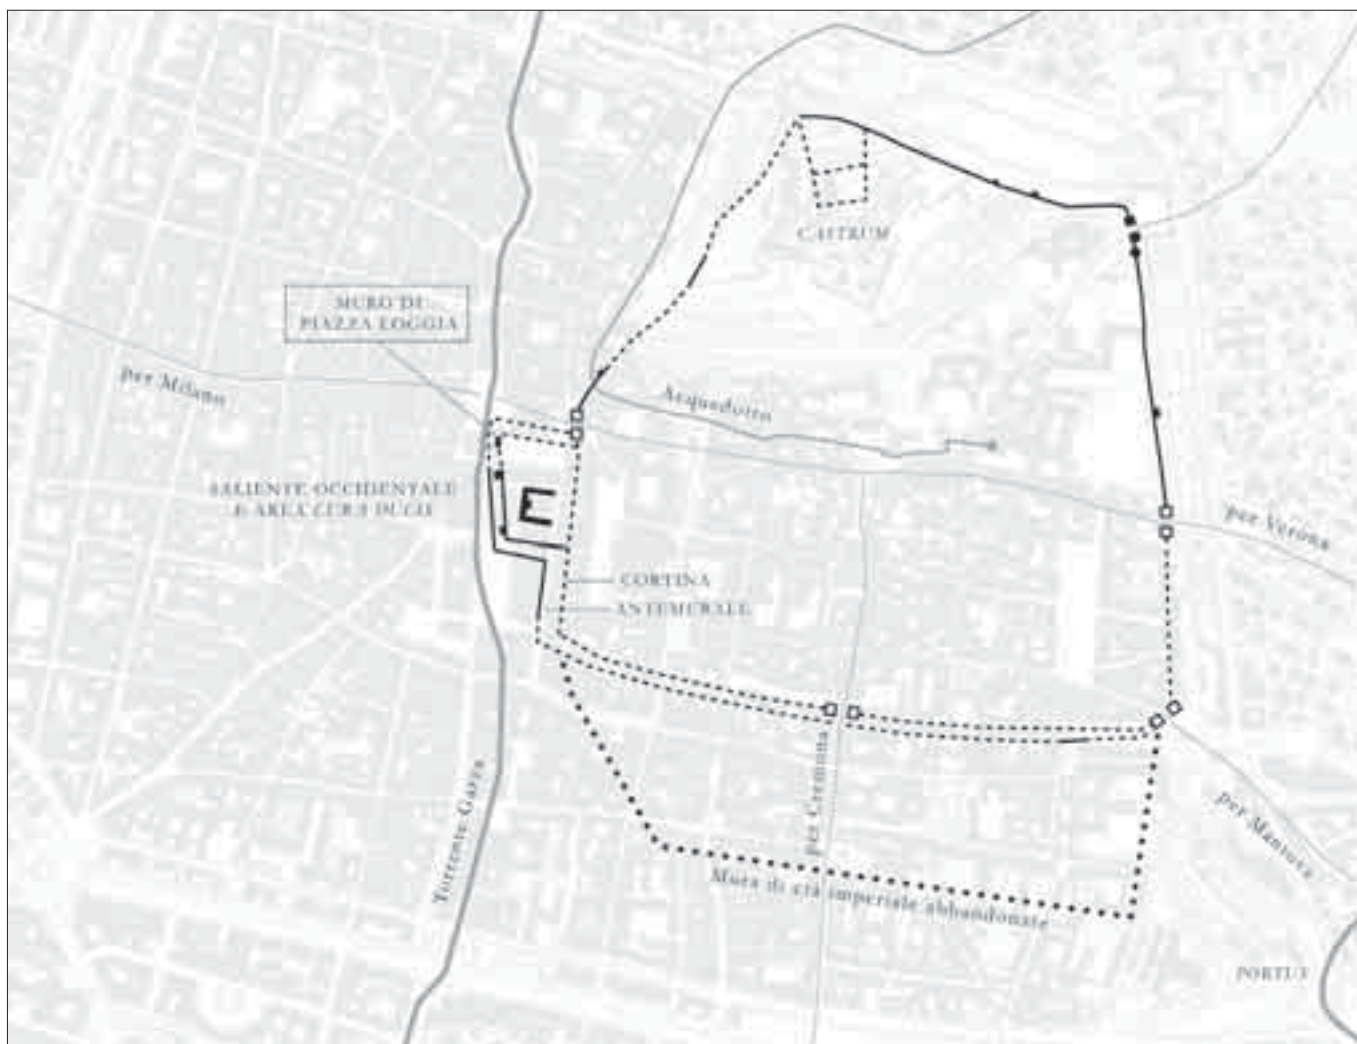 CASTRUM
MURO DI
PIAZZA LOGGIA
per Milano
Acquedotto
SALIENTE OCCIDENTALE
E AREA CURIA DUCIS
per Verona
CORTINA
ANTEMURALE
Torrente Garza
per Cremona
per Mantova
Mura di età imperiale abbandonate
PORTUS